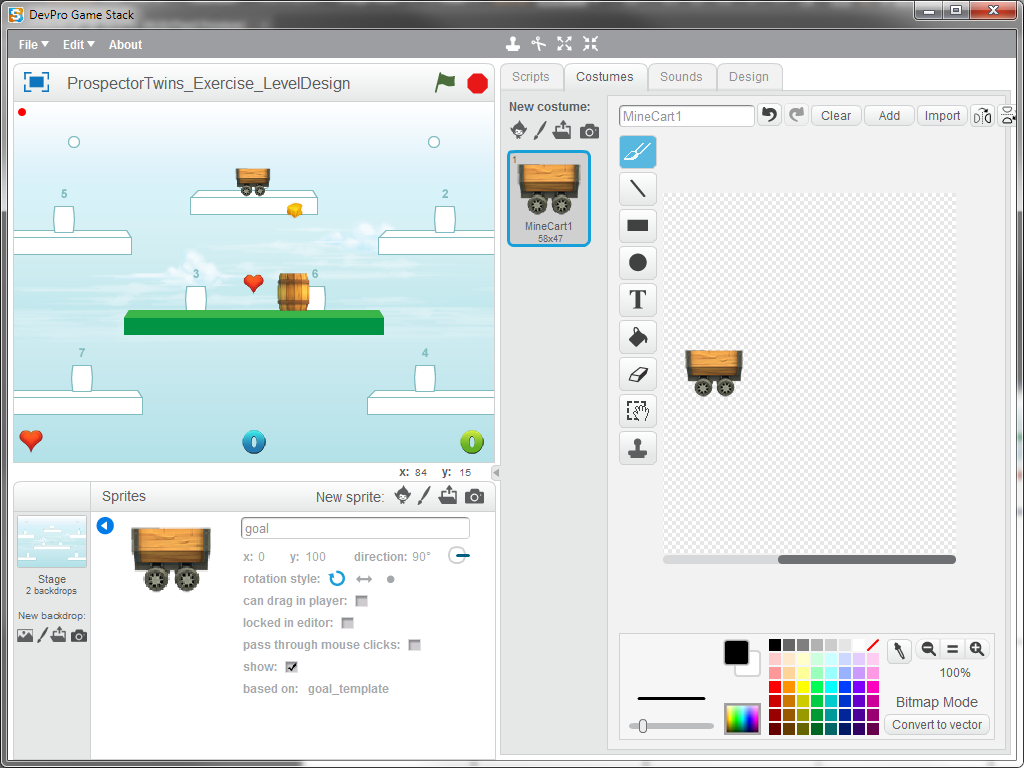 DevPro Game Stack
File Edit About
ProspectorTwins_Exercise_LevelDesign
5
2
3
6
7
4
0
0
x: 84 y: 15
Sprites
New sprite:
Stage
2 backdrops
New backdrop:
goal
x: 0 y: 100 direction: 90°
rotation style:
can drag in player:
locked in editor:
pass through mouse clicks:
show:
based on: goal_template
Scripts Costumes Sounds Design
New costume:
1
MineCart1
58x47
MineCart1
Clear Add Import
T
100%
Bitmap Mode
Convert to vector